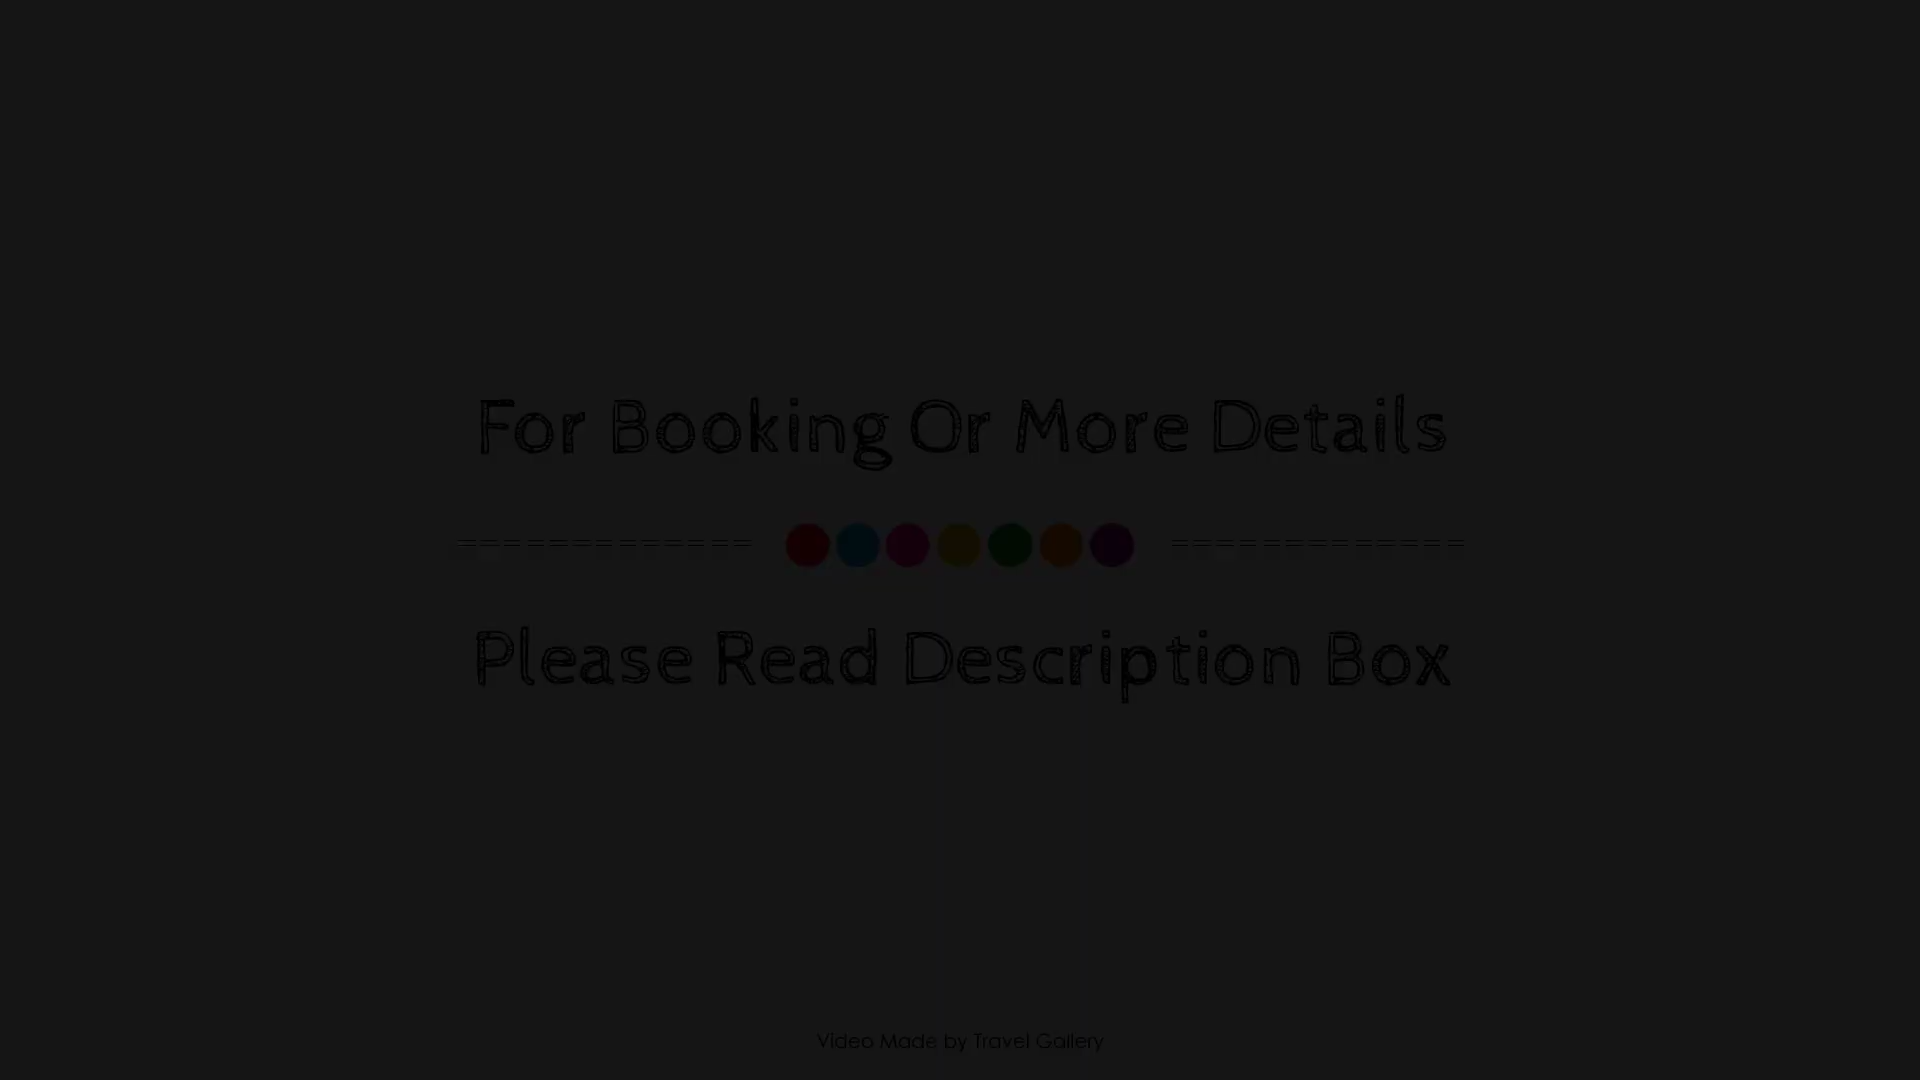 For Booking Or More Details
============= =============
Please Read Description Box
Video Made by Travel Gallery